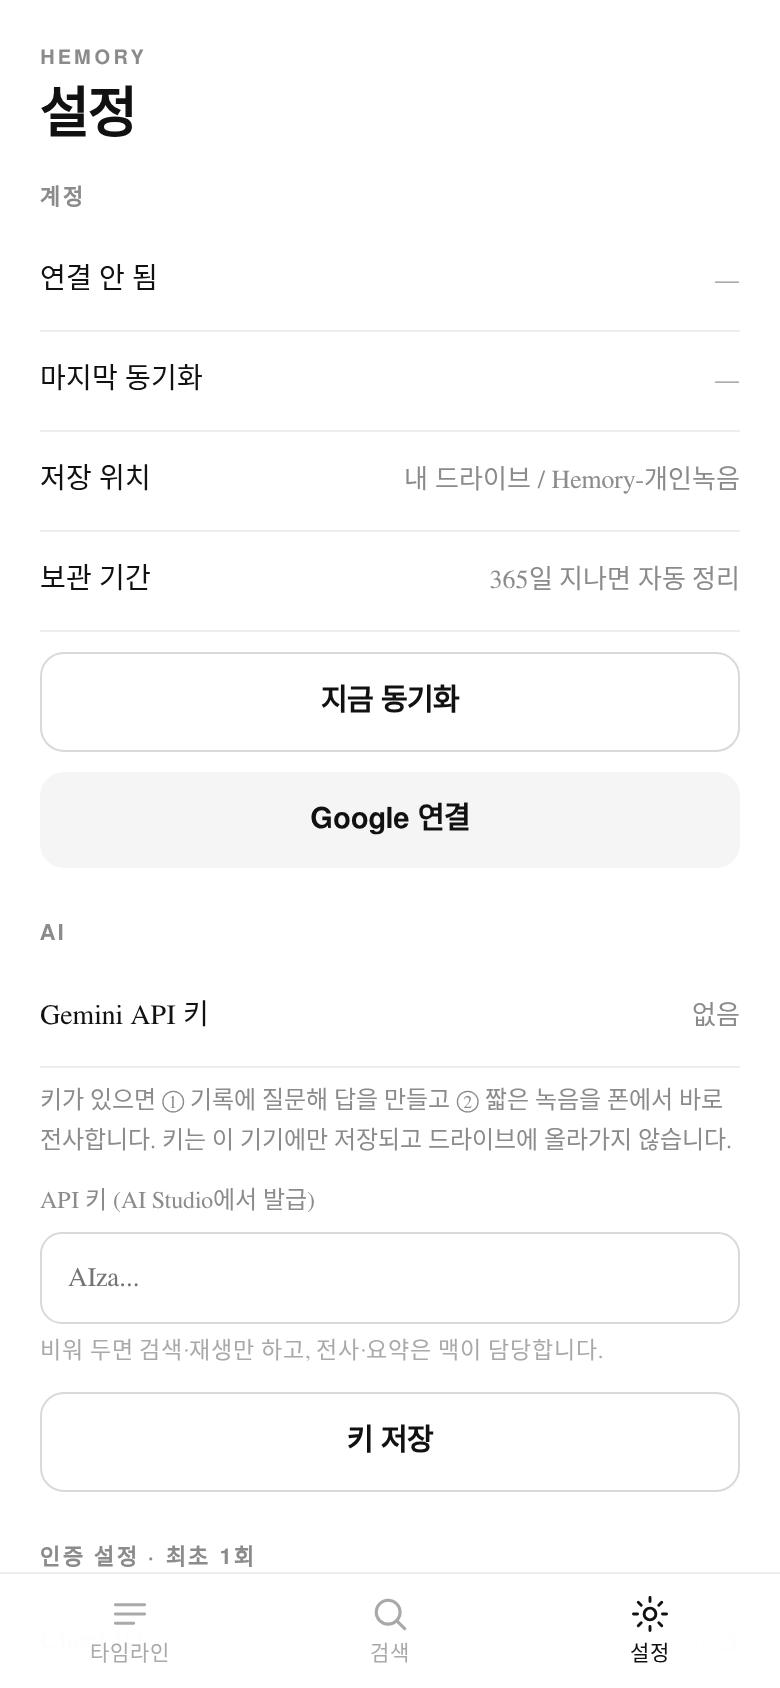 HEMORY
설정
계정
연결 안 됨 —
마지막 동기화 —
저장 위치 내 드라이브 / Hemory-개인녹음
보관 기간 365일 지나면 자동 정리
지금 동기화
Google 연결
AI
Gemini API 키 없음
키가 있으면 ① 기록에 질문해 답을 만들고 ② 짧은 녹음을 폰에서 바로
전사합니다. 키는 이 기기에만 저장되고 드라이브에 올라가지 않습니다.
API 키 (AI Studio에서 발급)
AIza...
비워 두면 검색·재생만 하고, 전사·요약은 맥이 담당합니다.
키 저장
인증 설정 · 최초 1회
타임라인 검색 설정